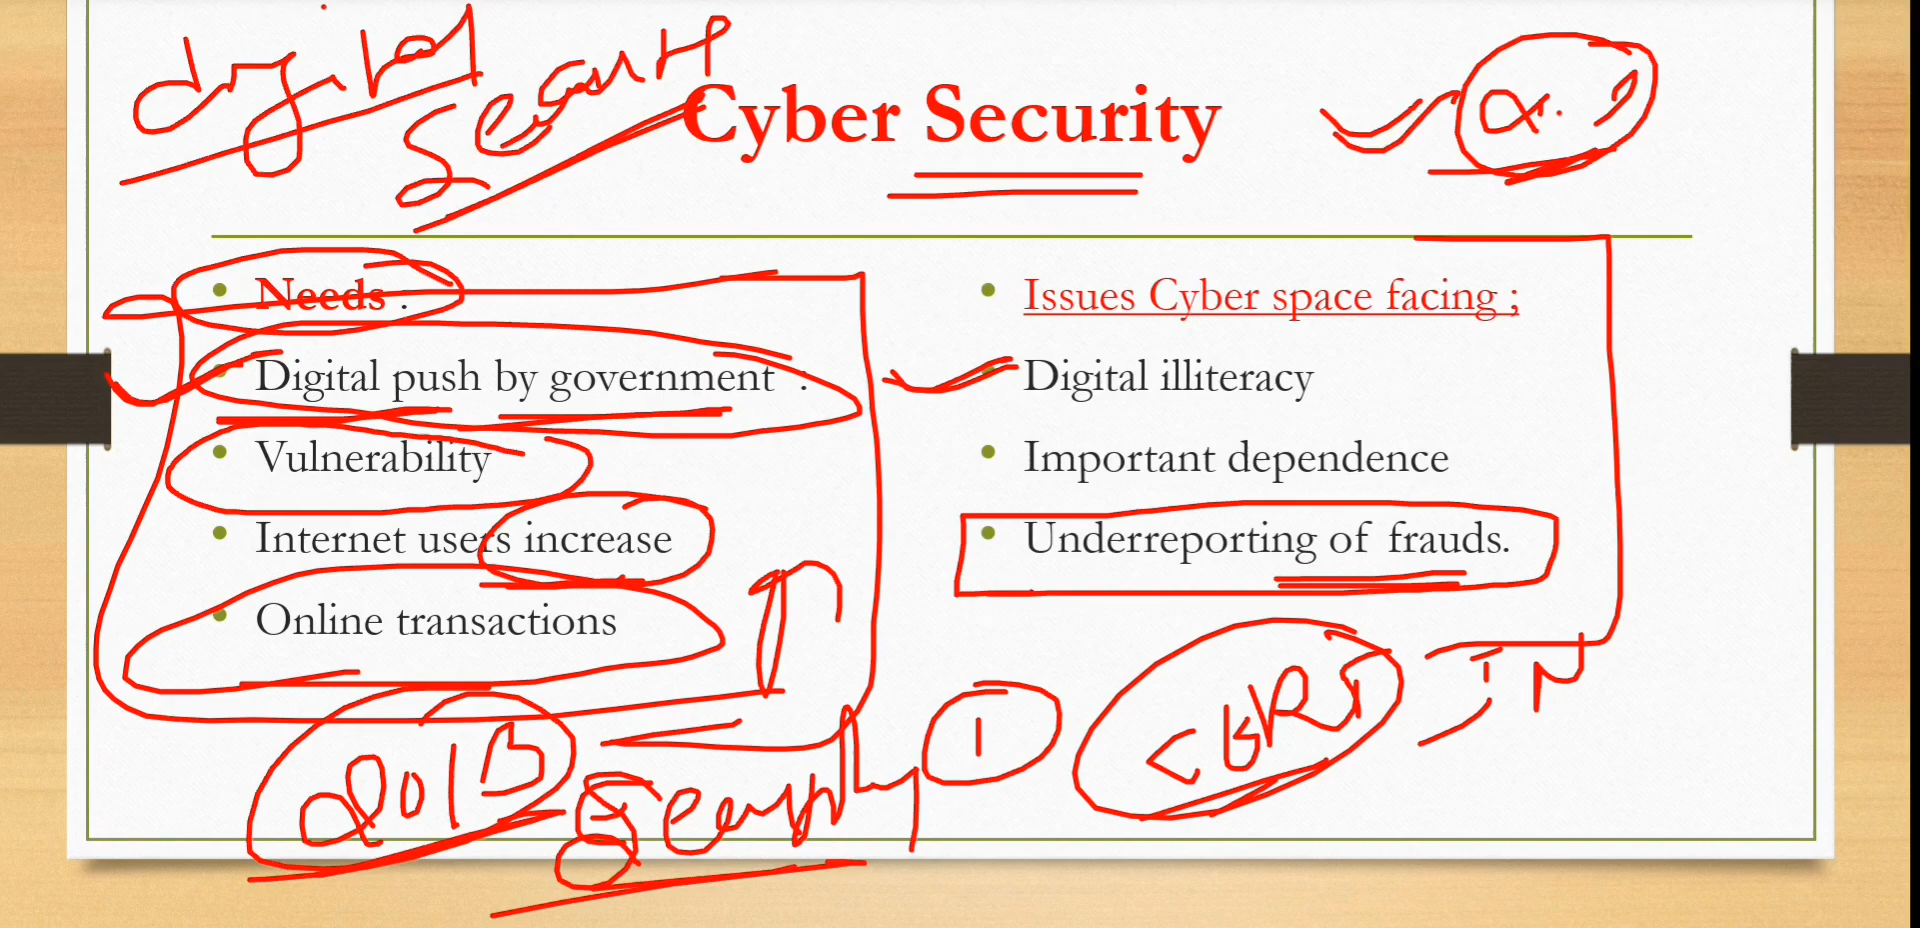 Digital
Security
Cyber Security
Needs :
Digital push by government :
Vulnerability
Internet users increase
Online transactions
Issues Cyber space facing ;
Digital illiteracy
Important dependence
Underreporting of frauds.
2013
Security
1
CERT
IN